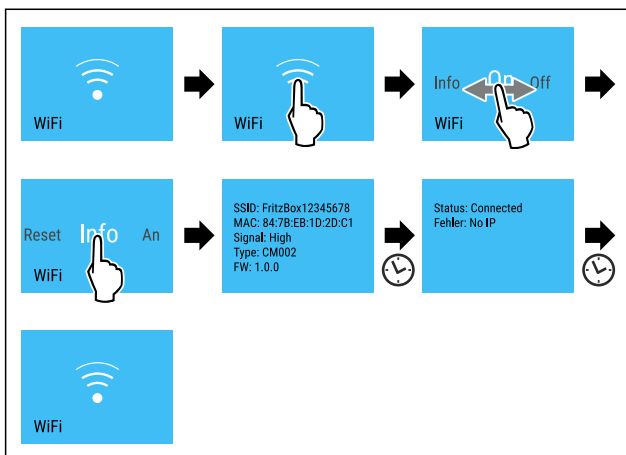 WiFi
WiFi
Info On Off
WiFi
Reset Info An
WiFi
SSID: FritzBox12345678
MAC: 84:7B:EB:1D:2D:C1
Signal: High
Type: CM002
FW: 1.0.0
Status: Connected
Fehler: No IP
WiFi